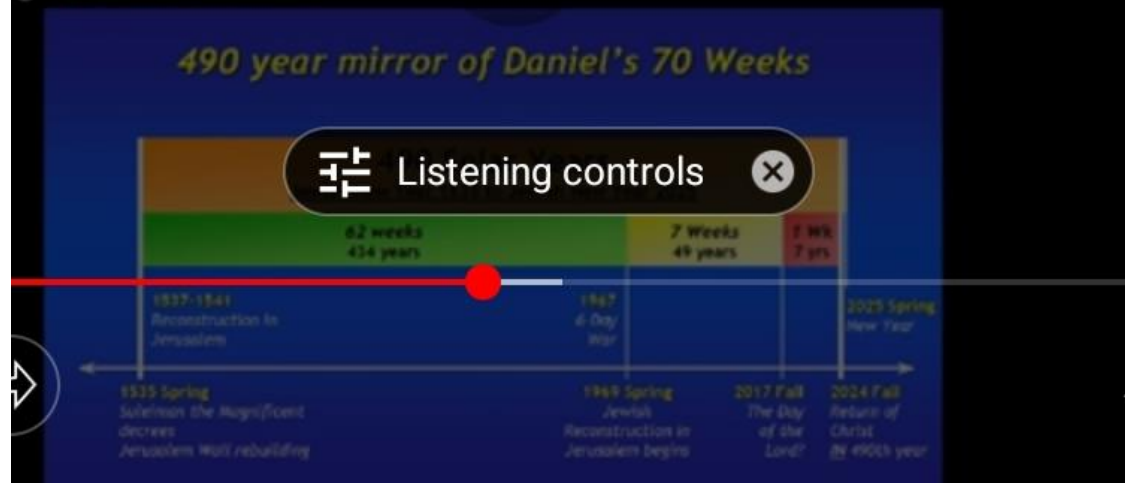 490 year mirror of Daniel's 70 Weeks
Listening controls
62 weeks
434 years
7 Weeks
49 years
1 Wk
7 yrs
1537-1541
Reconstruction in
Jerusalem
1967
6-Day
War
2025 Spring
New Year
1535 Spring
Suleiman the Magnificent
decrees
Jerusalem Wall rebuilding
1969 Spring
Jewish
Reconstruction in
Jerusalem begins
2017 Fall
The Day
of the
Lord?
2024 Fall
Return of
Christ
IN 490th year